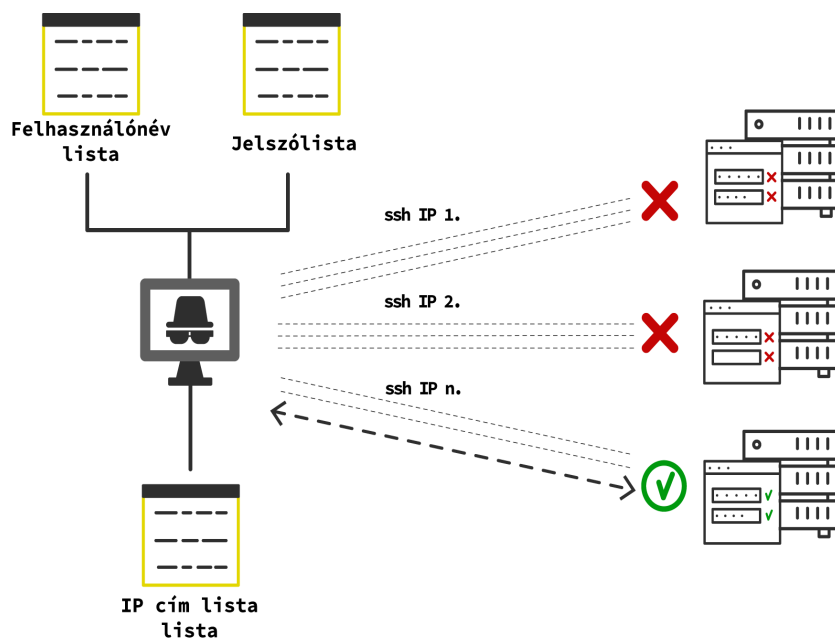 Felhasználónév
lista
Jelszólista
ssh IP 1.
ssh IP 2.
ssh IP n.
IP cím lista
lista